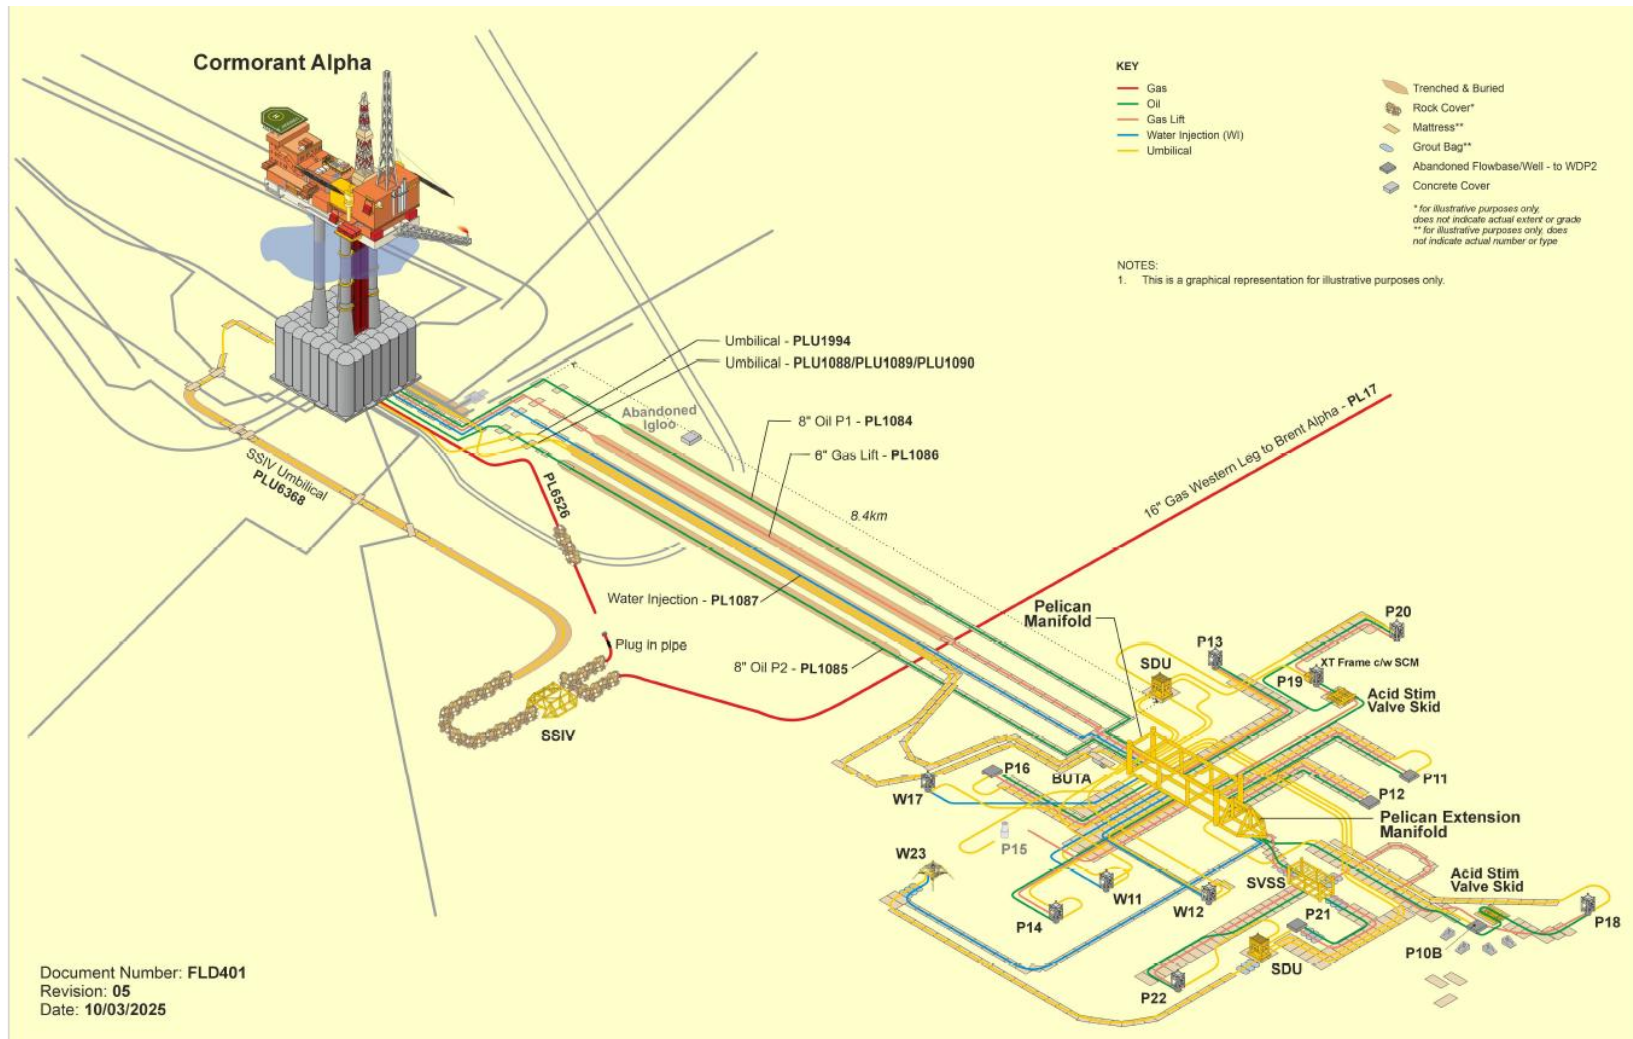 Cormorant Alpha
KEY
Gas
Oil
Gas Lift
Water Injection (WI)
Umbilical
Trenched & Buried
Rock Cover*
Mattress**
Grout Bag**
Abandoned Flowbase/Well - to WDP2
Concrete Cover
* for illustrative purposes only,
does not indicate actual extent or grade
** for illustrative purposes only, does
not indicate actual number or type
NOTES:
1. This is a graphical representation for illustrative purposes only.
Umbilical - PLU1994
Umbilical - PLU1088/PLU1089/PLU1090
Abandoned
Igloo
8" Oil P1 - PL1084
6" Gas Lift - PL1086
16" Gas Western Leg to Brent Alpha - PL17
SSIV Umbilical
PLU6368
PL6526
8.4km
Water Injection - PL1087
Plug in pipe
8" Oil P2 - PL1085
SSIV
Pelican
Manifold
SDU
P13
P20
XT Frame c/w SCM
P19
Acid Stim
Valve Skid
BUTA
P16
W17
P11
P12
Pelican Extension
Manifold
P15
W23
W11
W12
P14
SVSS
P21
Acid Stim
Valve Skid
P18
P10B
SDU
P22
Document Number: FLD401
Revision: 05
Date: 10/03/2025